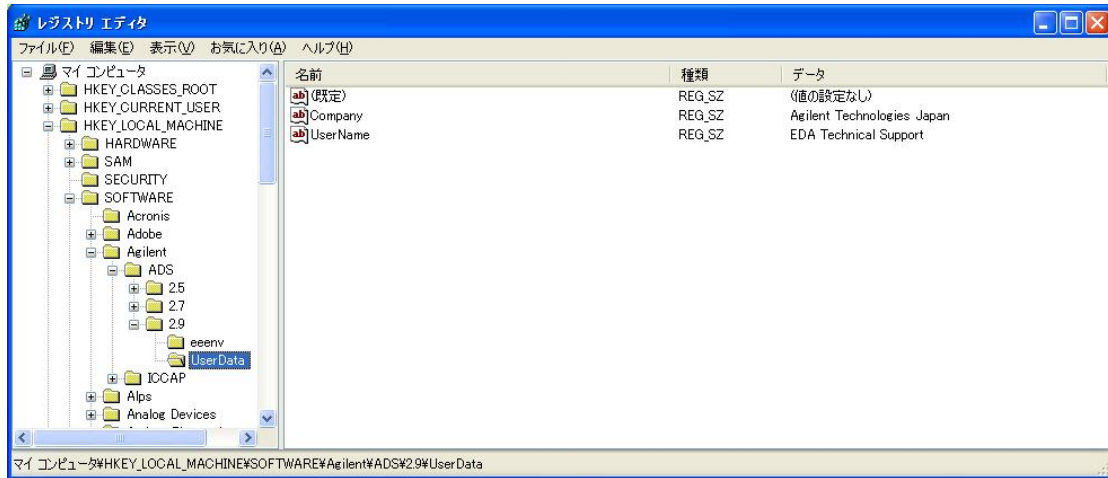 レジストリ エディタ
ファイル(F) 編集(E) 表示(V) お気に入り(A) ヘルプ(H)
マイ コンピュータ
HKEY_CLASSES_ROOT
HKEY_CURRENT_USER
HKEY_LOCAL_MACHINE
HARDWARE
SAM
SECURITY
SOFTWARE
Acronis
Adobe
Agilent
ADS
2.5
2.7
2.9
eeenv
UserData
ICCAP
Alps
Analog Devices
名前 種類 データ
ab (既定) REG_SZ (値の設定なし)
ab Company REG_SZ Agilent Technologies Japan
ab UserName REG_SZ EDA Technical Support
マイ コンピュータ¥HKEY_LOCAL_MACHINE¥SOFTWARE¥Agilent¥ADS¥2.9¥UserData